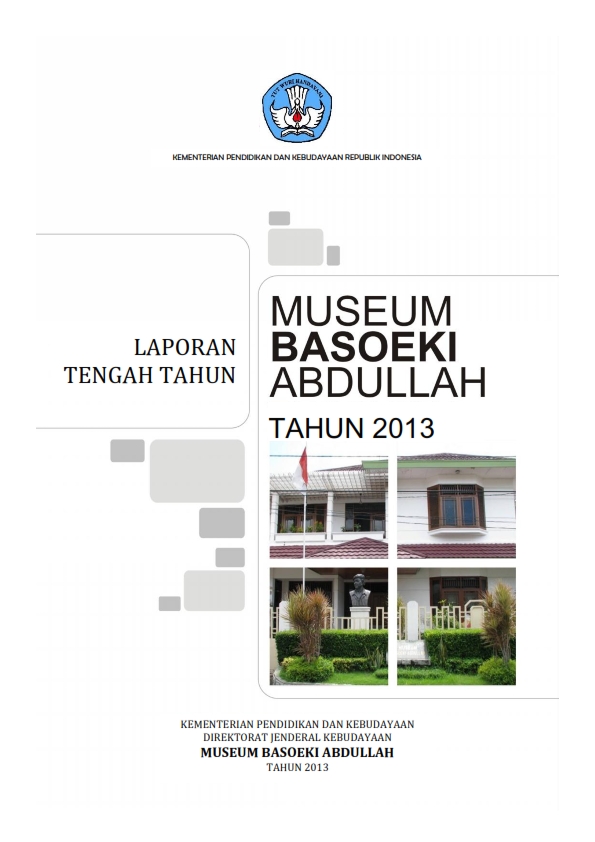 TUT WURI HANDAYANI
KEMENTERIAN PENDIDIKAN DAN KEBUDAYAAN REPUBLIK INDONESIA
LAPORAN
TENGAH TAHUN
MUSEUM
BASOEKI
ABDULLAH
TAHUN 2013
KEMENTERIAN PENDIDIKAN DAN KEBUDAYAAN
DIREKTORAT JENDERAL KEBUDAYAAN
MUSEUM BASOEKI ABDULLAH
TAHUN 2013